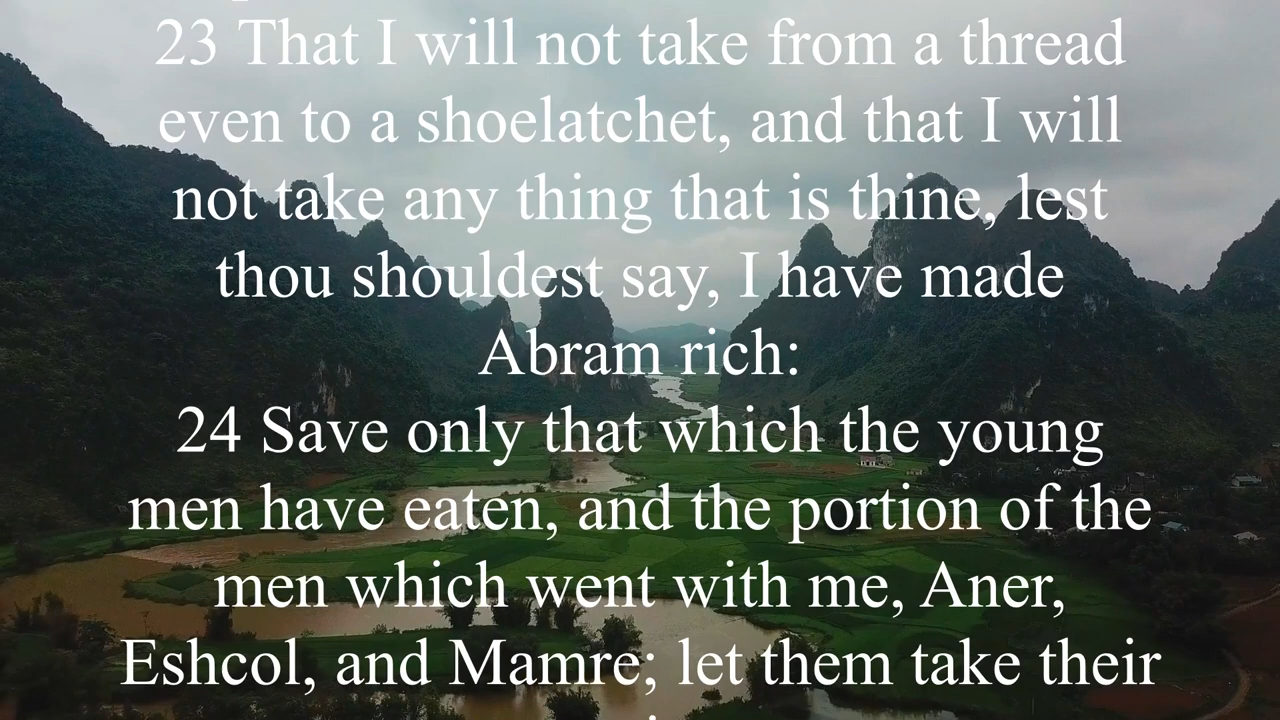 23 That I will not take from a thread
even to a shoelatchet, and that I will
not take any thing that is thine, lest
thou shouldest say, I have made
Abram rich:
24 Save only that which the young
men have eaten, and the portion of the
men which went with me, Aner,
Eshcol, and Mamre; let them take their